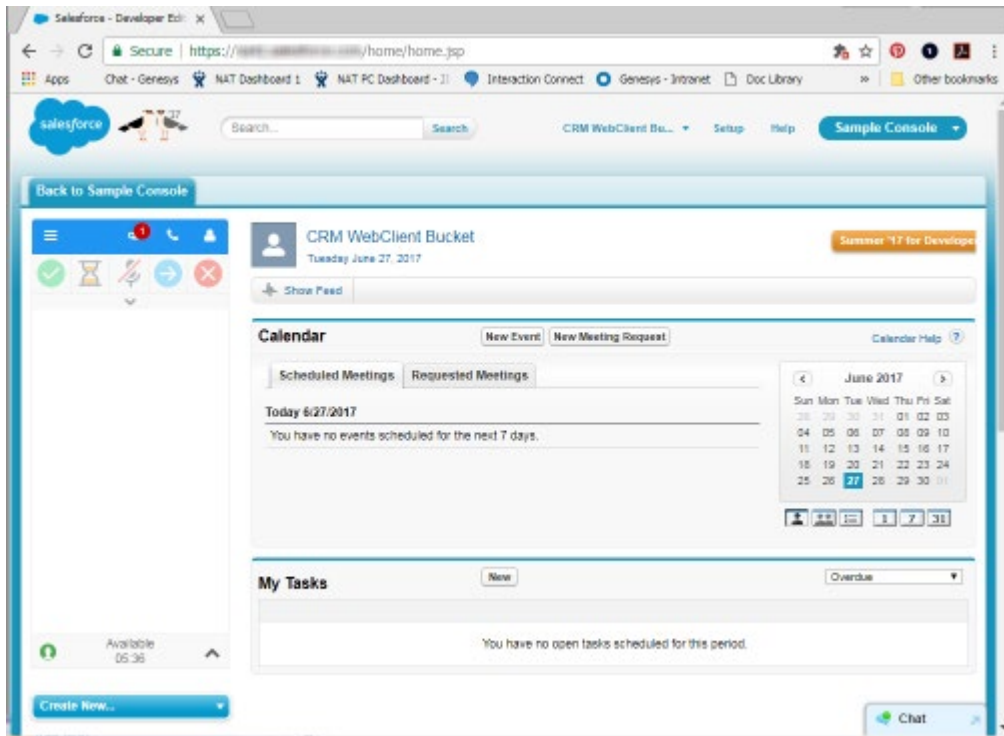 Salesforce - Developer Edi
Secure | https:// /home/home.jsp
Apps Chat - Genesys NAT Dashboard 1 NAT PC Dashboard - Interaction Connect Genesys - Intranet Doc Library » Other bookmarks
salesforce 37 Search... Search CRM WebClient Bu... Setup Help Sample Console
Back to Sample Console
1
CRM WebClient Bucket
Tuesday June 27, 2017
Summer '17 for Develope
Show Feed
Calendar New Event New Meeting Request Calendar Help ?
Scheduled Meetings Requested Meetings
Today 6/27/2017
You have no events scheduled for the next 7 days.
June 2017
Sun Mon Tue Wed Thu Fri Sat
28 29 30 31 01 02 03
04 05 06 07 08 09 10
11 12 13 14 15 16 17
18 19 20 21 22 23 24
25 26 27 28 29 30 01
1 7 31
My Tasks New Overdue
You have no open tasks scheduled for this period.
Available
05:36
Create New...
Chat